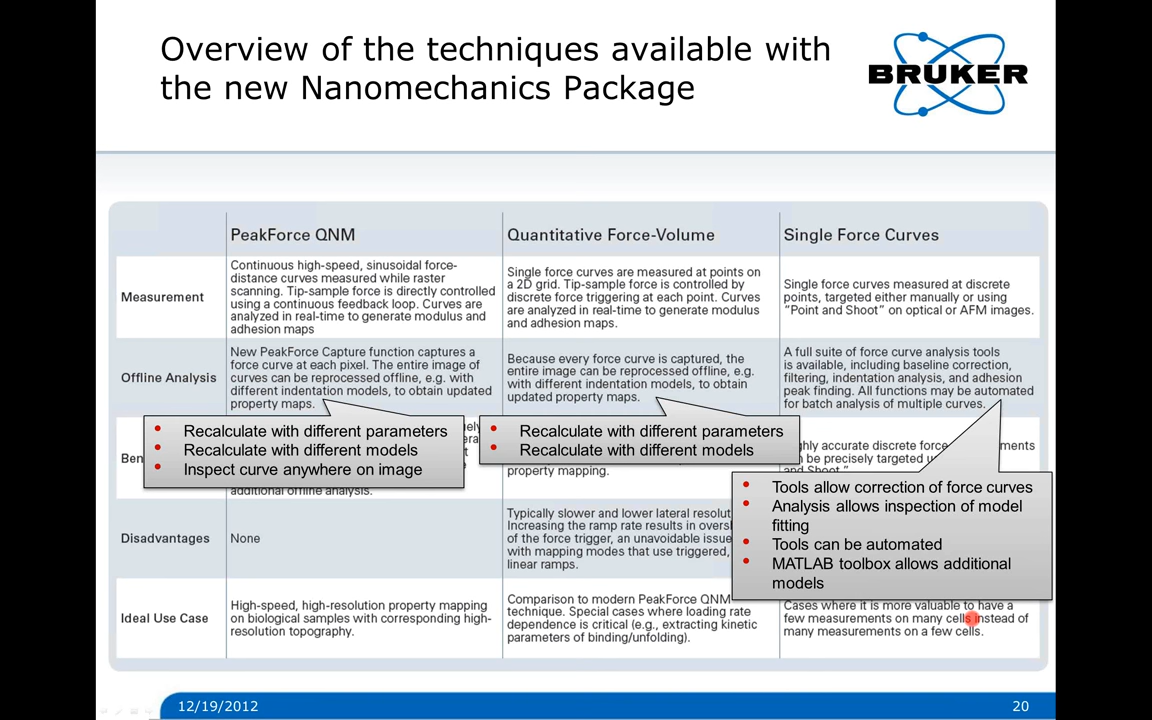 Overview of the techniques available with
the new Nanomechanics Package
BRUKER
PeakForce QNM
Quantitative Force-Volume
Single Force Curves
Measurement
Continuous high-speed, sinusoidal force-
distance curves measured while raster
scanning. Tip-sample force is directly controlled
using a continuous feedback loop. Curves are
analyzed in real-time to generate modulus and
adhesion maps
Single force curves are measured at points on
a 2D grid. Tip-sample force is controlled by
discrete force triggering at each point. Curves
are analyzed in real-time to generate modulus
and adhesion maps.
Single force curves measured at discrete
points, targeted either manually or using
“Point and Shoot” on optical or AFM images.
Offline Analysis
New PeakForce Capture function captures a
force curve at each pixel. The entire image of
curves can be reprocessed offline, e.g. with
different indentation models, to obtain updated
property maps.
Because every force curve is captured, the
entire image can be reprocessed offline, e.g.
with different indentation models, to obtain
updated property maps.
A full suite of force curve analysis tools
is available, including baseline correction,
filtering, indentation analysis, and adhesion
peak finding. All functions may be automated
for batch analysis of multiple curves.
Ben
additional offline analysis.
property mapping.
accurate discrete force
be precisely targeted
and Shoot.”
Recalculate with different parameters
Recalculate with different models
Inspect curve anywhere on image
Recalculate with different parameters
Recalculate with different models
Tools allow correction of force curves
Analysis allows inspection of model
fitting
Tools can be automated
MATLAB toolbox allows additional
models
Disadvantages
None
Typically slower and lower lateral resolut
Increasing the ramp rate results in overs
of the force trigger, an unavoidable issue
with mapping modes that use triggered,
linear ramps.
Ideal Use Case
High-speed, high-resolution property mapping
on biological samples with corresponding high-
resolution topography.
Comparison to modern PeakForce QNM
technique. Special cases where loading rate
dependence is critical (e.g., extracting kinetic
parameters of binding/unfolding).
Cases where it is more valuable to have a
few measurements on many cells instead of
many measurements on a few cells.
12/19/2012
20